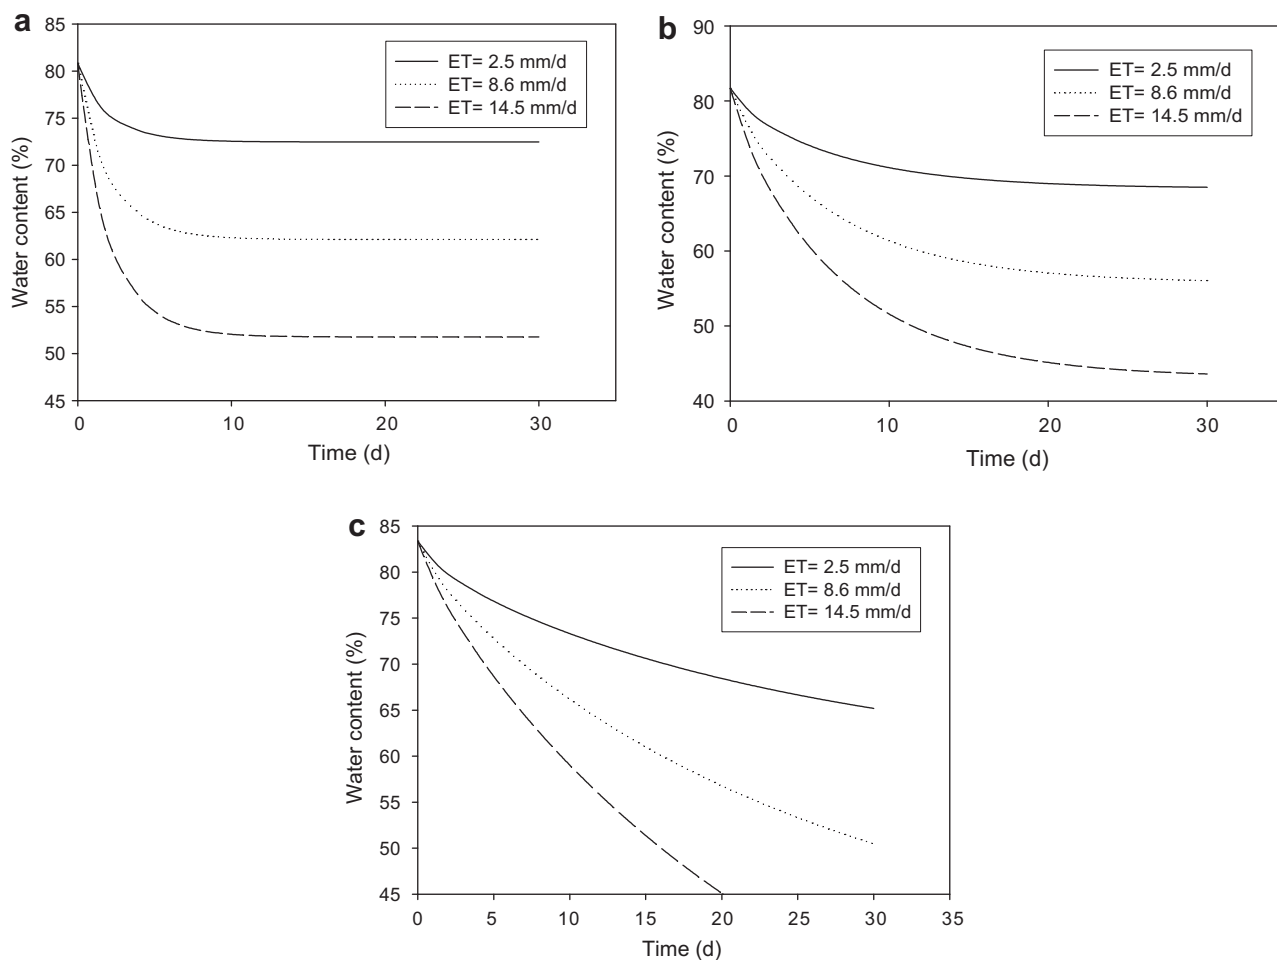 a
85
80
75
70
65
60
55
50
45
Water content (%)
0
10
20
30
Time (d)
ET= 2.5 mm/d
ET= 8.6 mm/d
ET= 14.5 mm/d
b
90
80
70
60
50
40
Water content (%)
0
10
20
30
Time (d)
ET= 2.5 mm/d
ET= 8.6 mm/d
ET= 14.5 mm/d
c
85
80
75
70
65
60
55
50
45
Water content (%)
0
5
10
15
20
25
30
35
Time (d)
ET= 2.5 mm/d
ET= 8.6 mm/d
ET= 14.5 mm/d